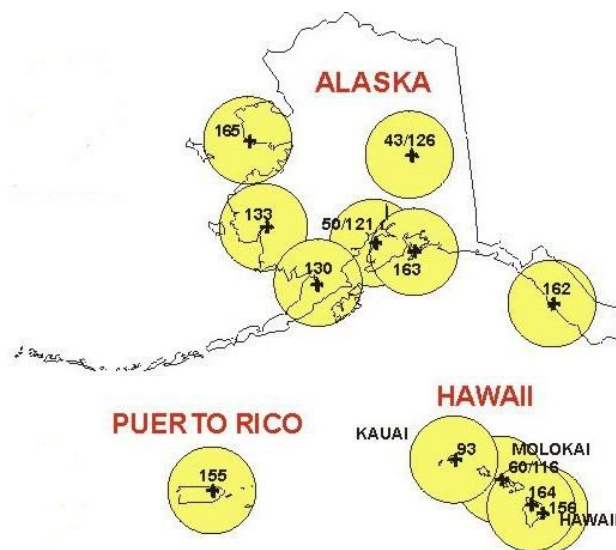 ALASKA
165
43/126
133
50/121
163
130
162
HAWAII
PUERTO RICO
KAUAI
93
MOLOKAI
60/116
155
164
156
HAWAII